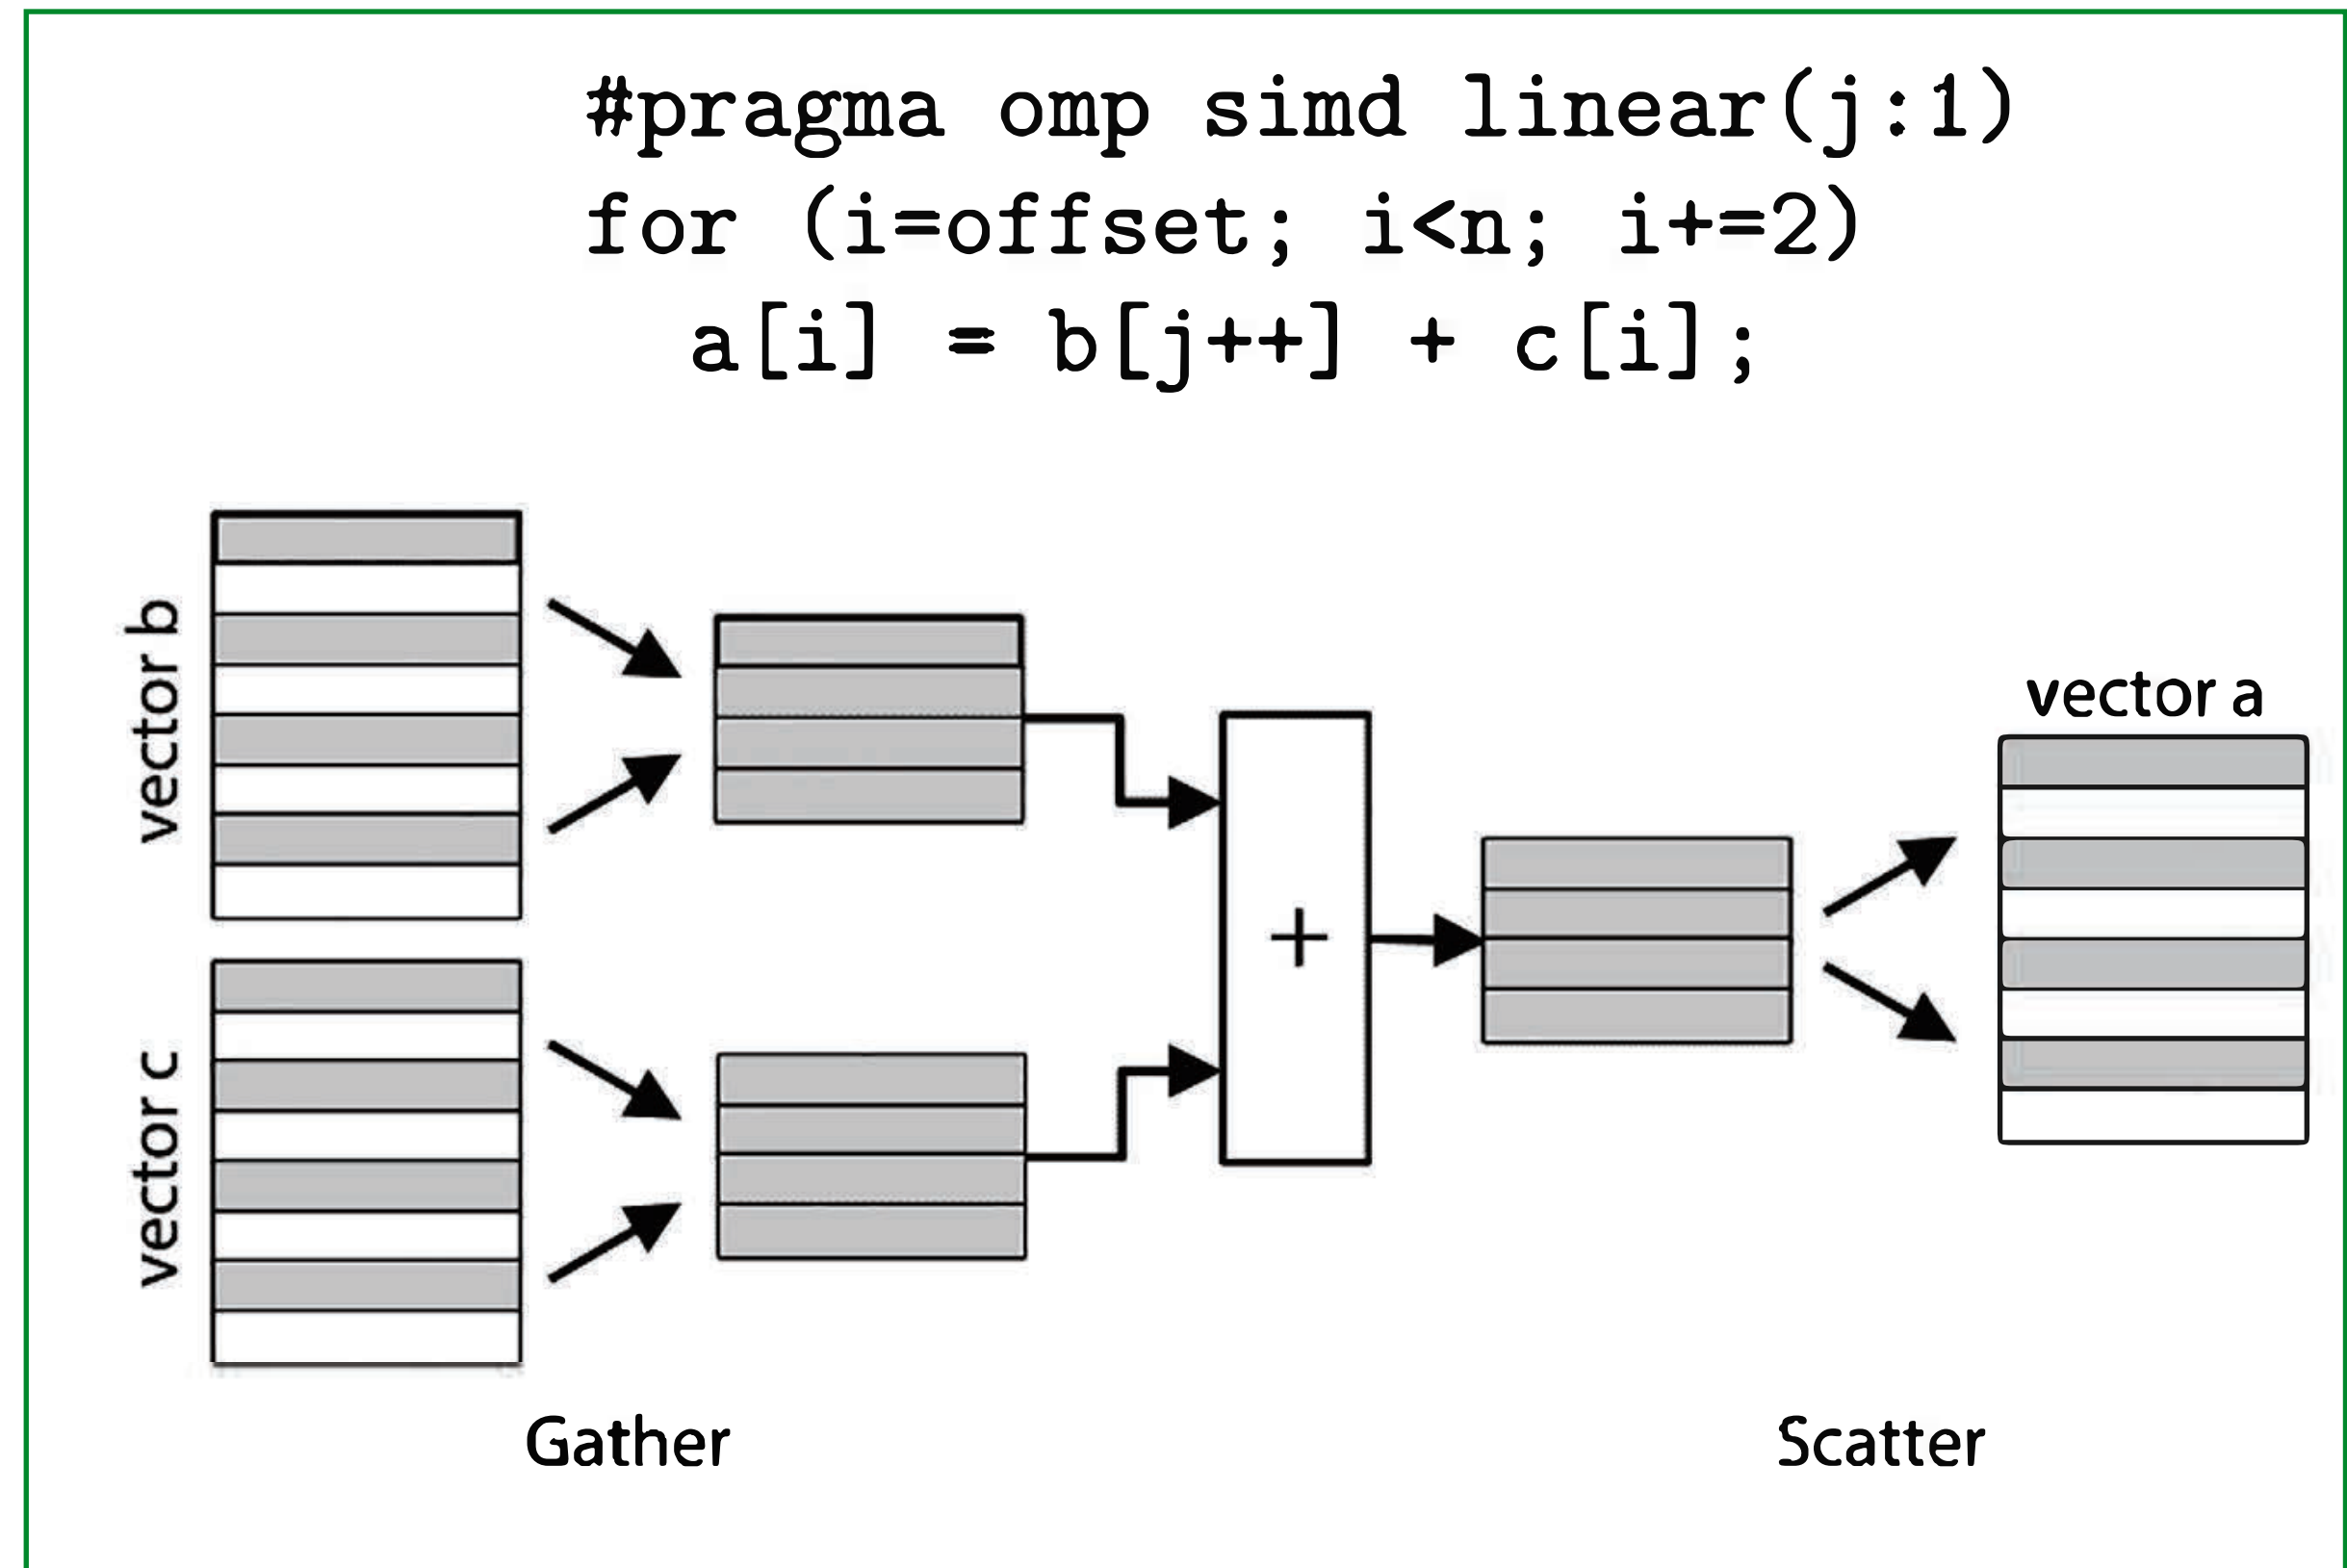 #pragma omp simd linear(j:1)
for (i=offset; i<n; i+=2)
a[i] = b[j++] + c[i];
vector b
vector a
+
vector c
Gather
Scatter